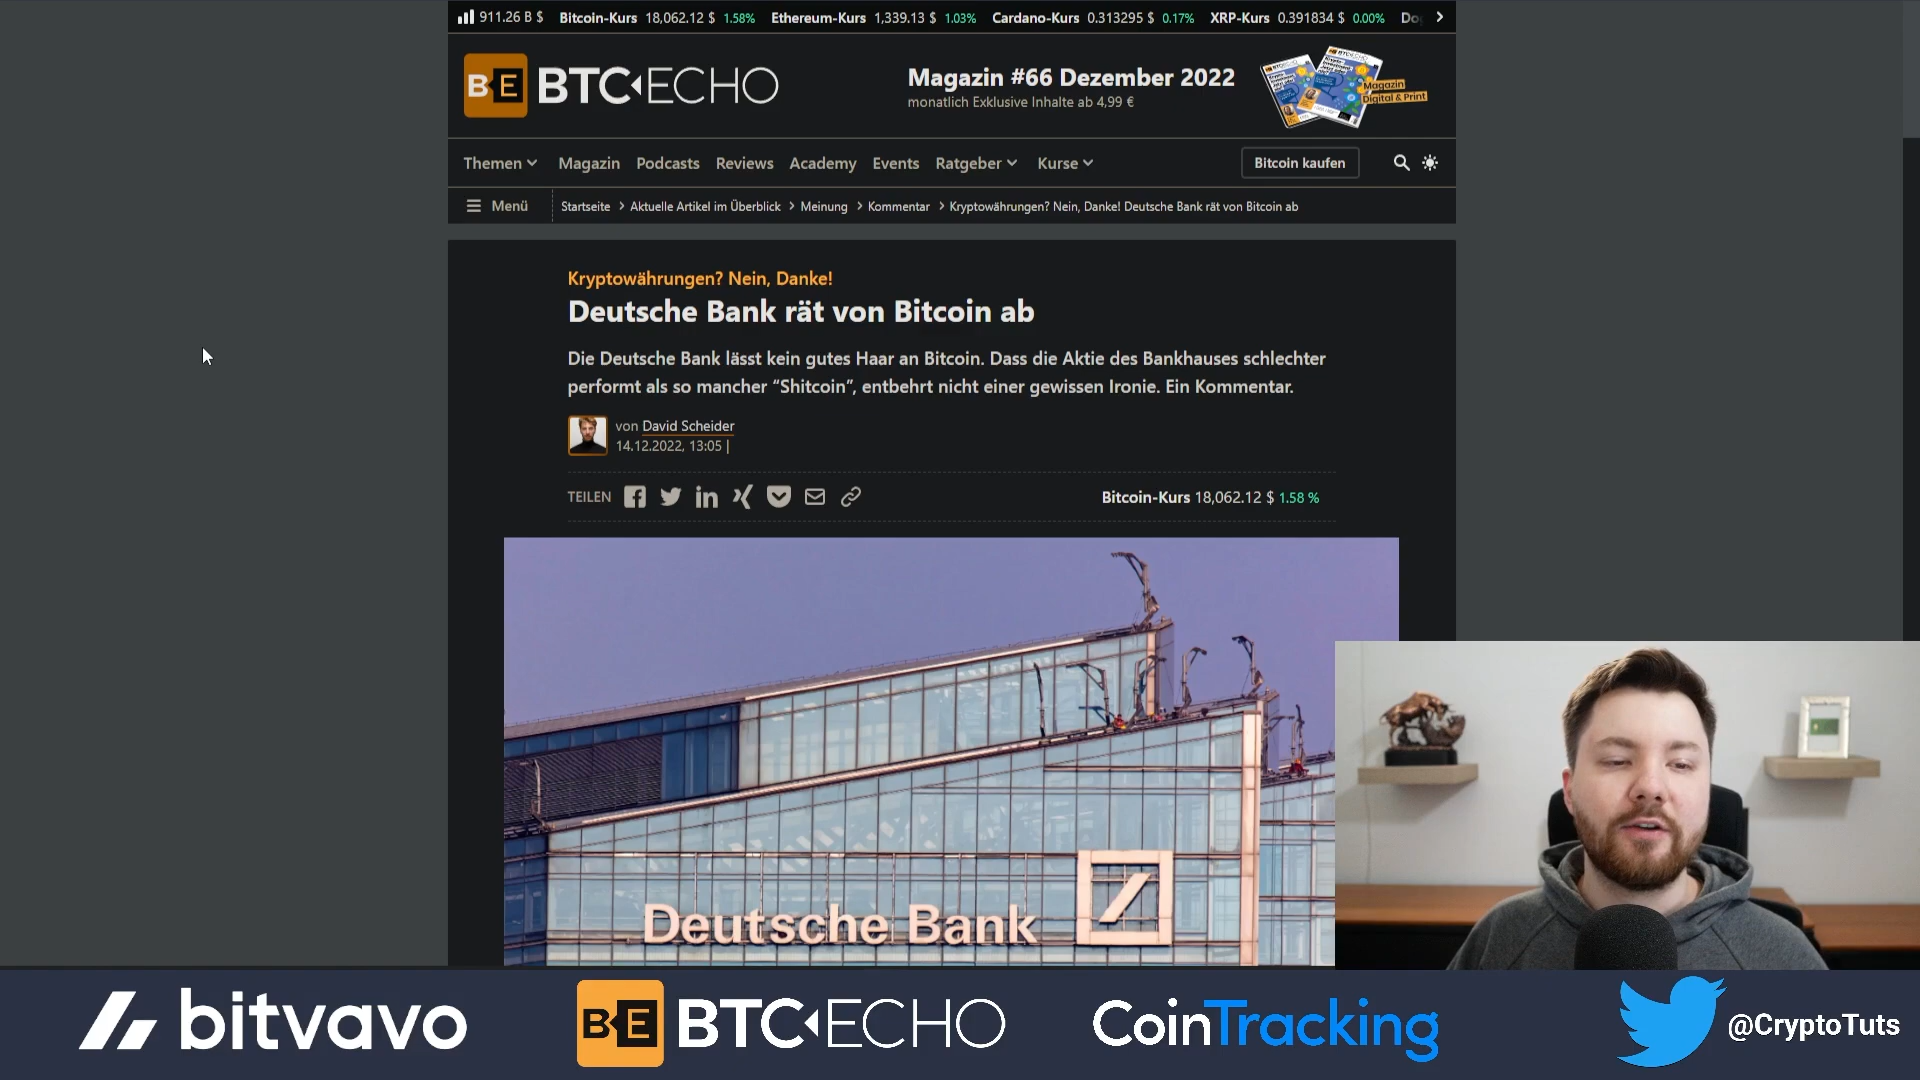 911.26 B $ Bitcoin-Kurs 18,062.12 $ 1.58% Ethereum-Kurs 1,339.13 $ 1.03% Cardano-Kurs 0.313295 $ 0.17% XRP-Kurs 0.391834 $ 0.00%
BE BTC ECHO
Magazin #66 Dezember 2022
monatlich Exklusive Inhalte ab 4,99 €
Magazin
Digital & Print
Themen Magazin Podcasts Reviews Academy Events Ratgeber Kurse Bitcoin kaufen
Menü Startseite Aktuelle Artikel im Überblick Meinung Kommentar Kryptowährungen? Nein, Danke! Deutsche Bank rät von Bitcoin ab
Kryptowährungen? Nein, Danke!
Deutsche Bank rät von Bitcoin ab
Die Deutsche Bank lässt kein gutes Haar an Bitcoin. Dass die Aktie des Bankhauses schlechter
performt als so mancher “Shitcoin”, entbehrt nicht einer gewissen Ironie. Ein Kommentar.
von David Scheider
14.12.2022, 13:05 |
TEILEN Bitcoin-Kurs 18,062.12 $ 1.58 %
Deutsche Bank
bitvavo BE BTC ECHO CoinTracking @CryptoTuts